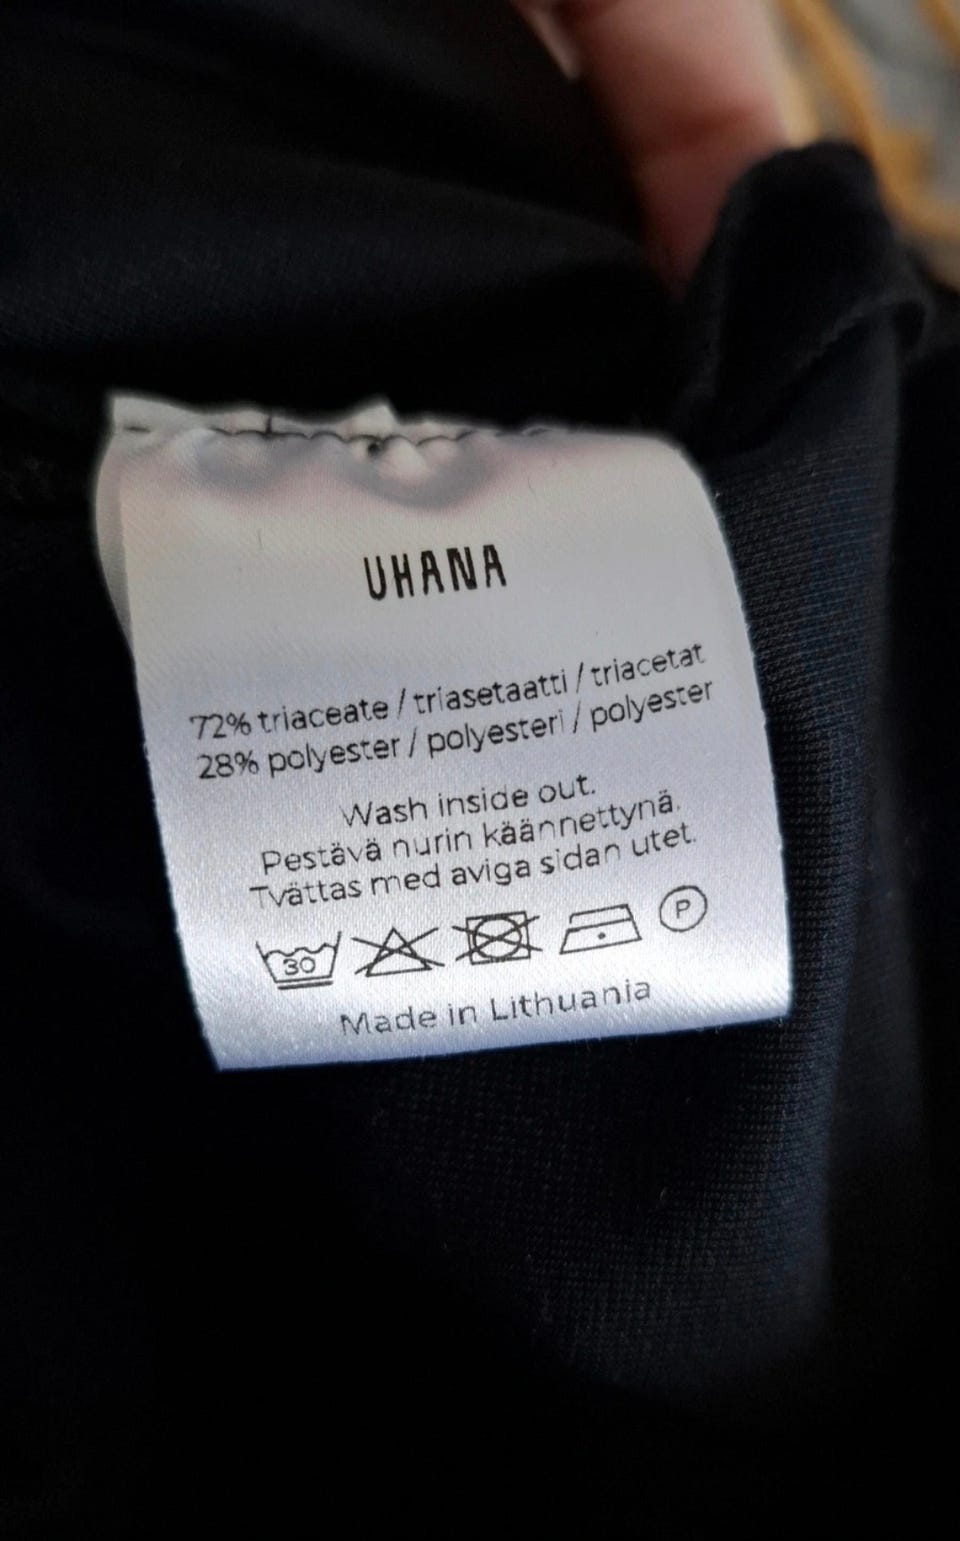 UHANA
72% triaceate / triasetaatti / triacetat
28% polyester / polyesteri / polyester
Wash inside out.
Pestävä nurin käännettynä.
Tvättas med aviga sidan utet.
30 P
Made in Lithuania